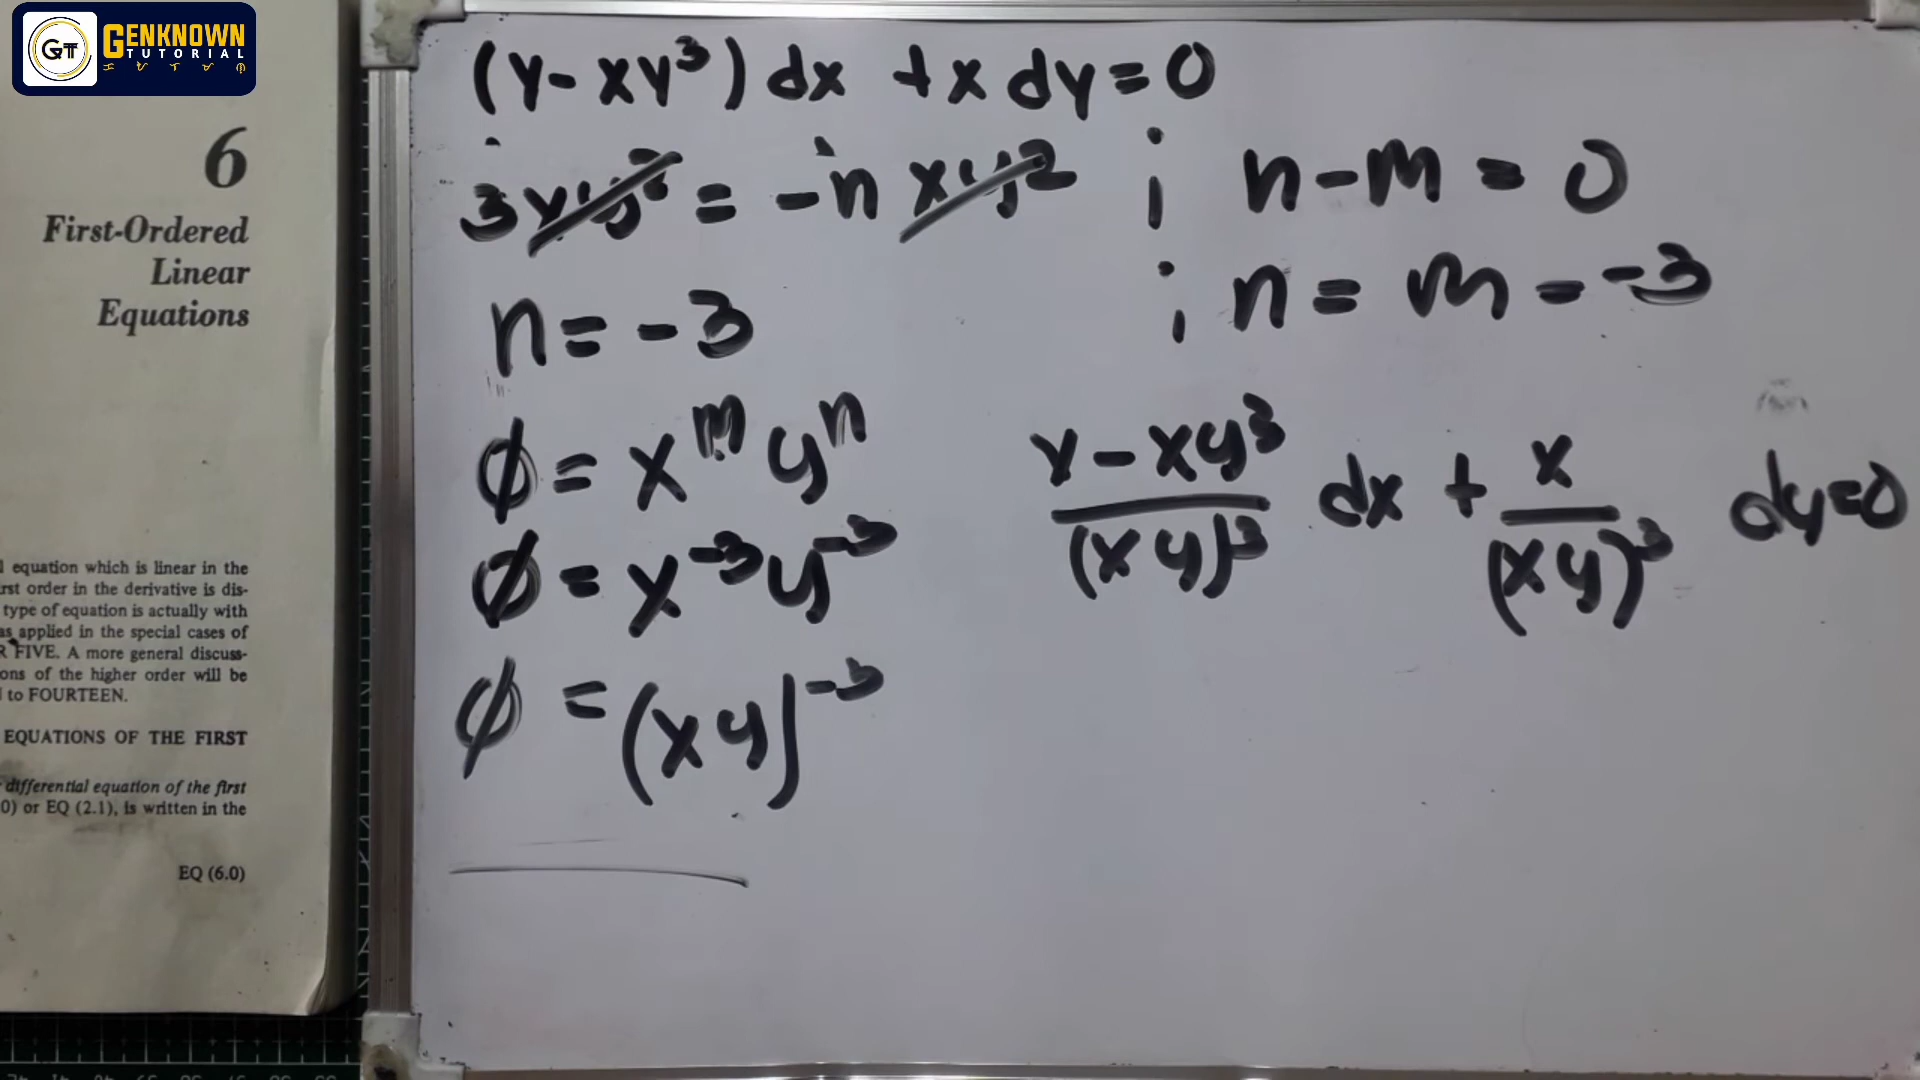 GT GENKNOWN
TUTORIAL
6
First-Ordered
Linear
Equations
l equation which is linear in the
rst order in the derivative is dis-
type of equation is actually with
as applied in the special cases of
R FIVE. A more general discuss-
ons of the higher order will be
to FOURTEEN.
EQUATIONS OF THE FIRST
differential equation of the first
0) or EQ (2.1), is written in the
EQ (6.0)
(y-xy³)dx +x dy=0
3xy² = -nxy² ; n-m=0
n=-3 ; n=m=-3
ϕ=x^m y^n
(y-xy³)/(xy)³ dx + x/(xy)³ dy=0
ϕ=x⁻³y⁻³
ϕ=(xy)⁻³